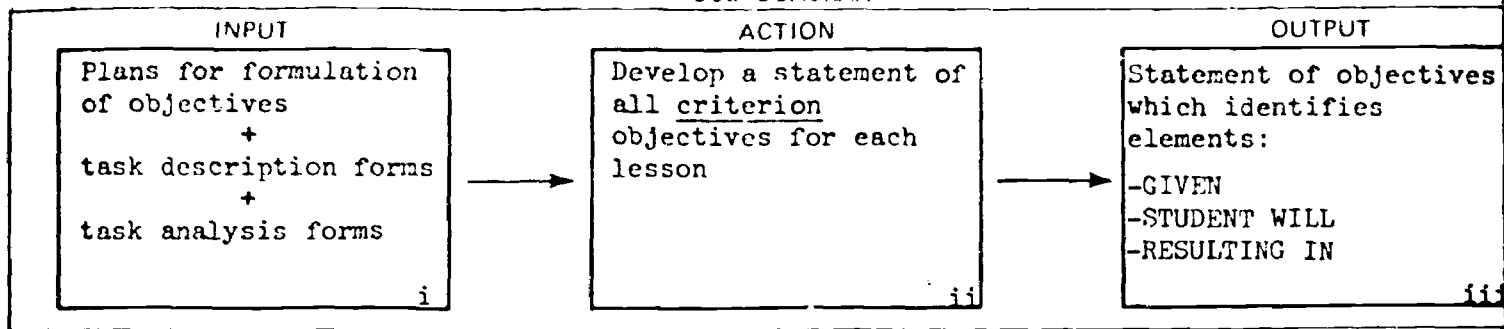 INPUT
Plans for formulation
of objectives
+
task description forms
+
task analysis forms
i
ACTION
Develop a statement of
all criterion
objectives for each
lesson
ii
OUTPUT
Statement of objectives
which identifies
elements:
-GIVEN
-STUDENT WILL
-RESULTING IN
iii